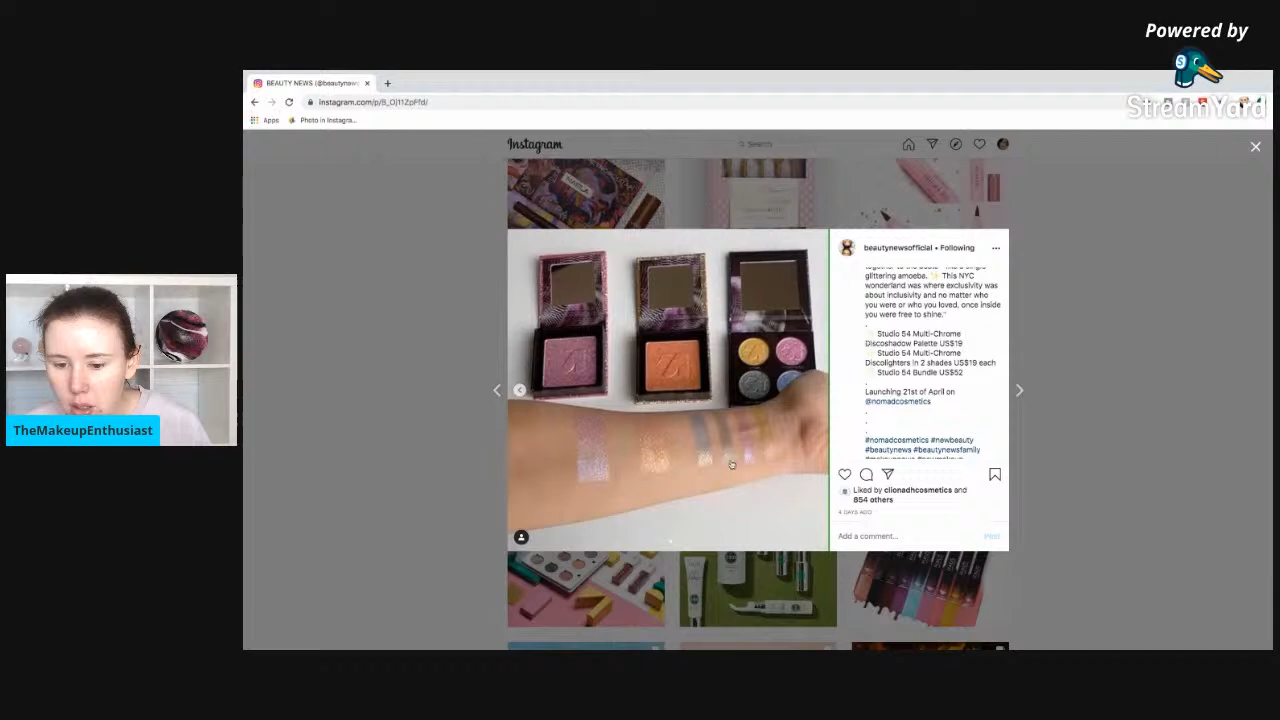 Powered by
StreamYard
BEAUTY NEWS (@beautynewso
instagram.com/p/B_Oj11ZpFfd/
Apps
Photo in Instagra...
Instagram
Search
beautynewsofficial • Following
glittering amoeba. ✨ This NYC
wonderland was where exclusivity was
about inclusivity and no matter who
you were or who you loved, once inside
you were free to shine."
.
Studio 54 Multi-Chrome
Discoshadow Palette US$19
Studio 54 Multi-Chrome
Discolighters in 2 shades US$19 each
Studio 54 Bundle US$52
.
Launching 21st of April on
@nomadcosmetics
.
.
.
#nomadcosmetics #newbeauty
#beautynews #beautynewsfamily
Liked by clionadhcosmetics and
854 others
4 DAYS AGO
Add a comment...
Post
TheMakeupEnthusiast